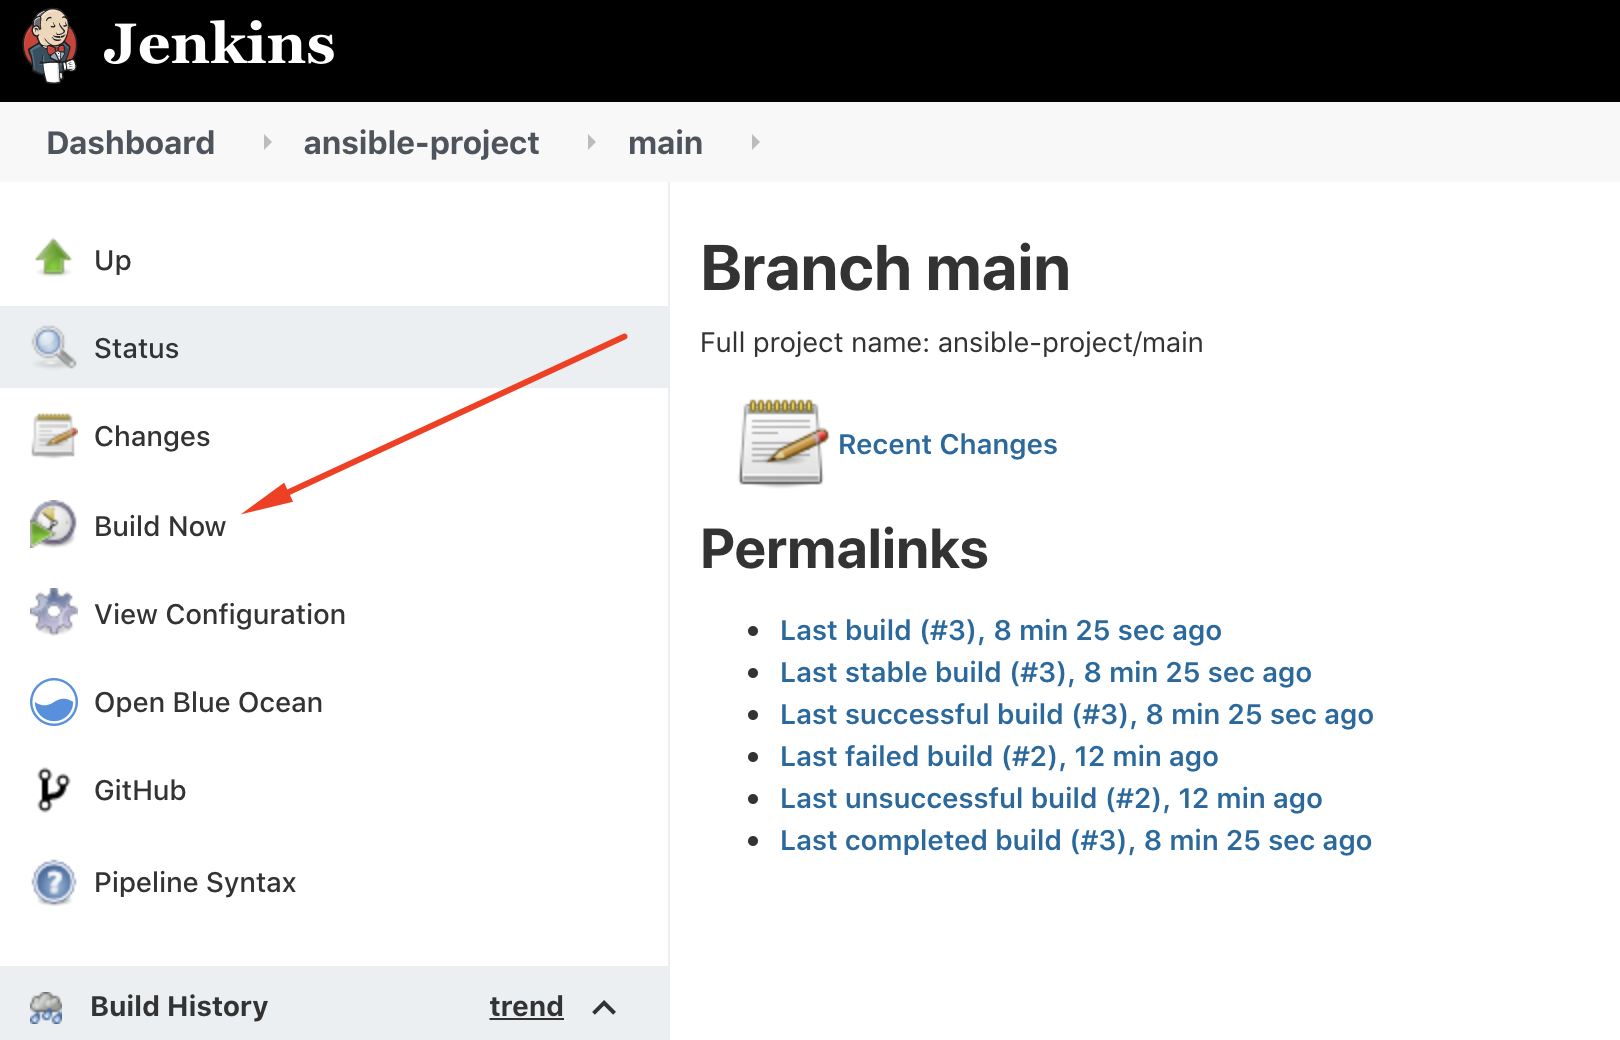 Jenkins
Dashboard
ansible-project
main
Up
Status
Changes
Build Now
View Configuration
Open Blue Ocean
GitHub
Pipeline Syntax
Build History trend
Branch main
Full project name: ansible-project/main
Recent Changes
Permalinks
Last build (#3), 8 min 25 sec ago
Last stable build (#3), 8 min 25 sec ago
Last successful build (#3), 8 min 25 sec ago
Last failed build (#2), 12 min ago
Last unsuccessful build (#2), 12 min ago
Last completed build (#3), 8 min 25 sec ago